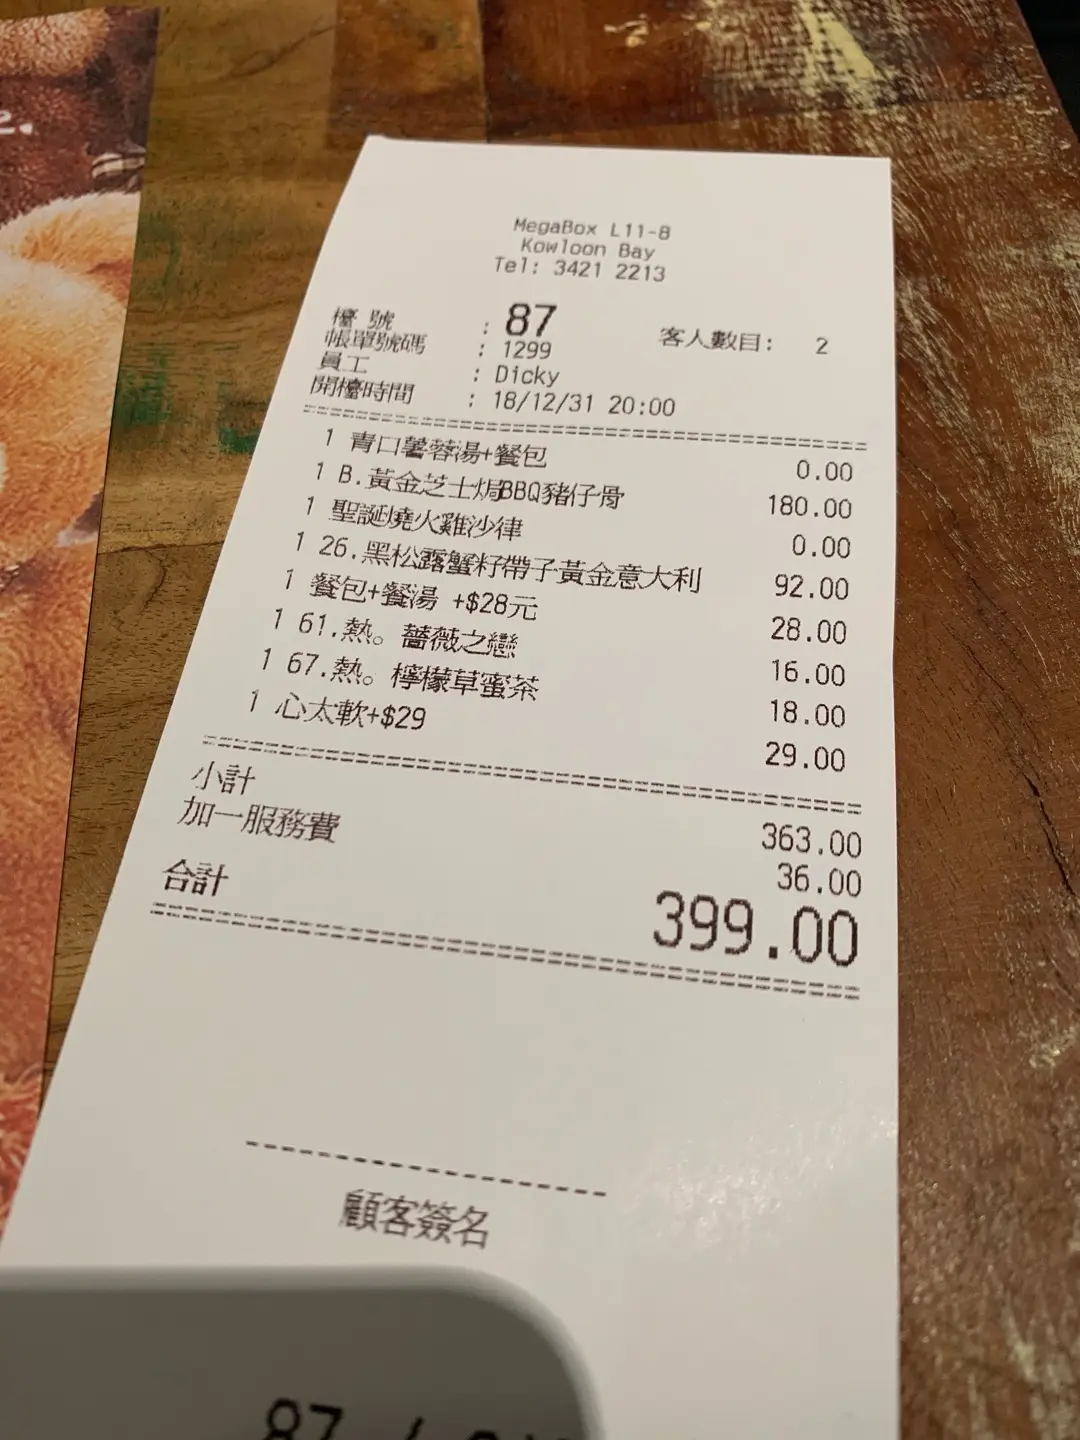 MegaBox L11-8
Kowloon Bay
Tel: 3421 2213
檯號 : 87 客人數目: 2
帳單號碼 : 1299
員工 : Dicky
開檯時間 : 18/12/31 20:00
1 青口薯蓉湯+餐包 0.00
1 B.黃金芝士焗BBQ豬仔骨 180.00
1 聖誕燒火雞沙律 0.00
1 26.黑松露蟹籽帶子黃金意大利 92.00
1 餐包+餐湯 +$28元 28.00
1 61.熱。薔薇之戀 16.00
1 67.熱。檸檬草蜜茶 18.00
1 心太軟+$29 29.00
小計 363.00
加一服務費 36.00
合計 399.00
顧客簽名
87 /